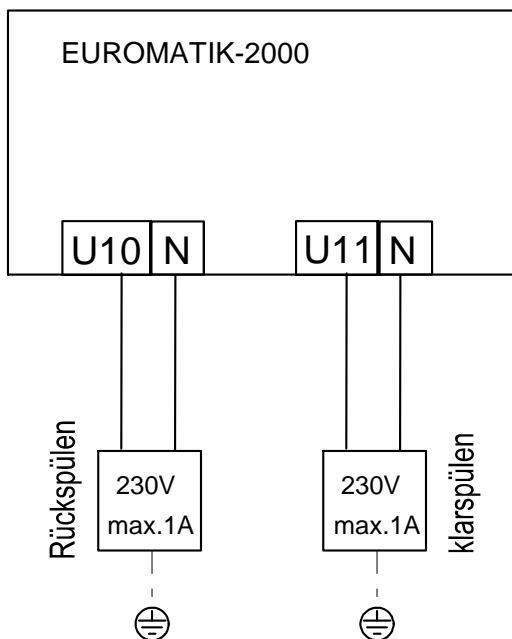 EUROMATIK-2000
U10 N U11 N
Rückspülen
230V
max.1A
230V
max.1A
klarspülen